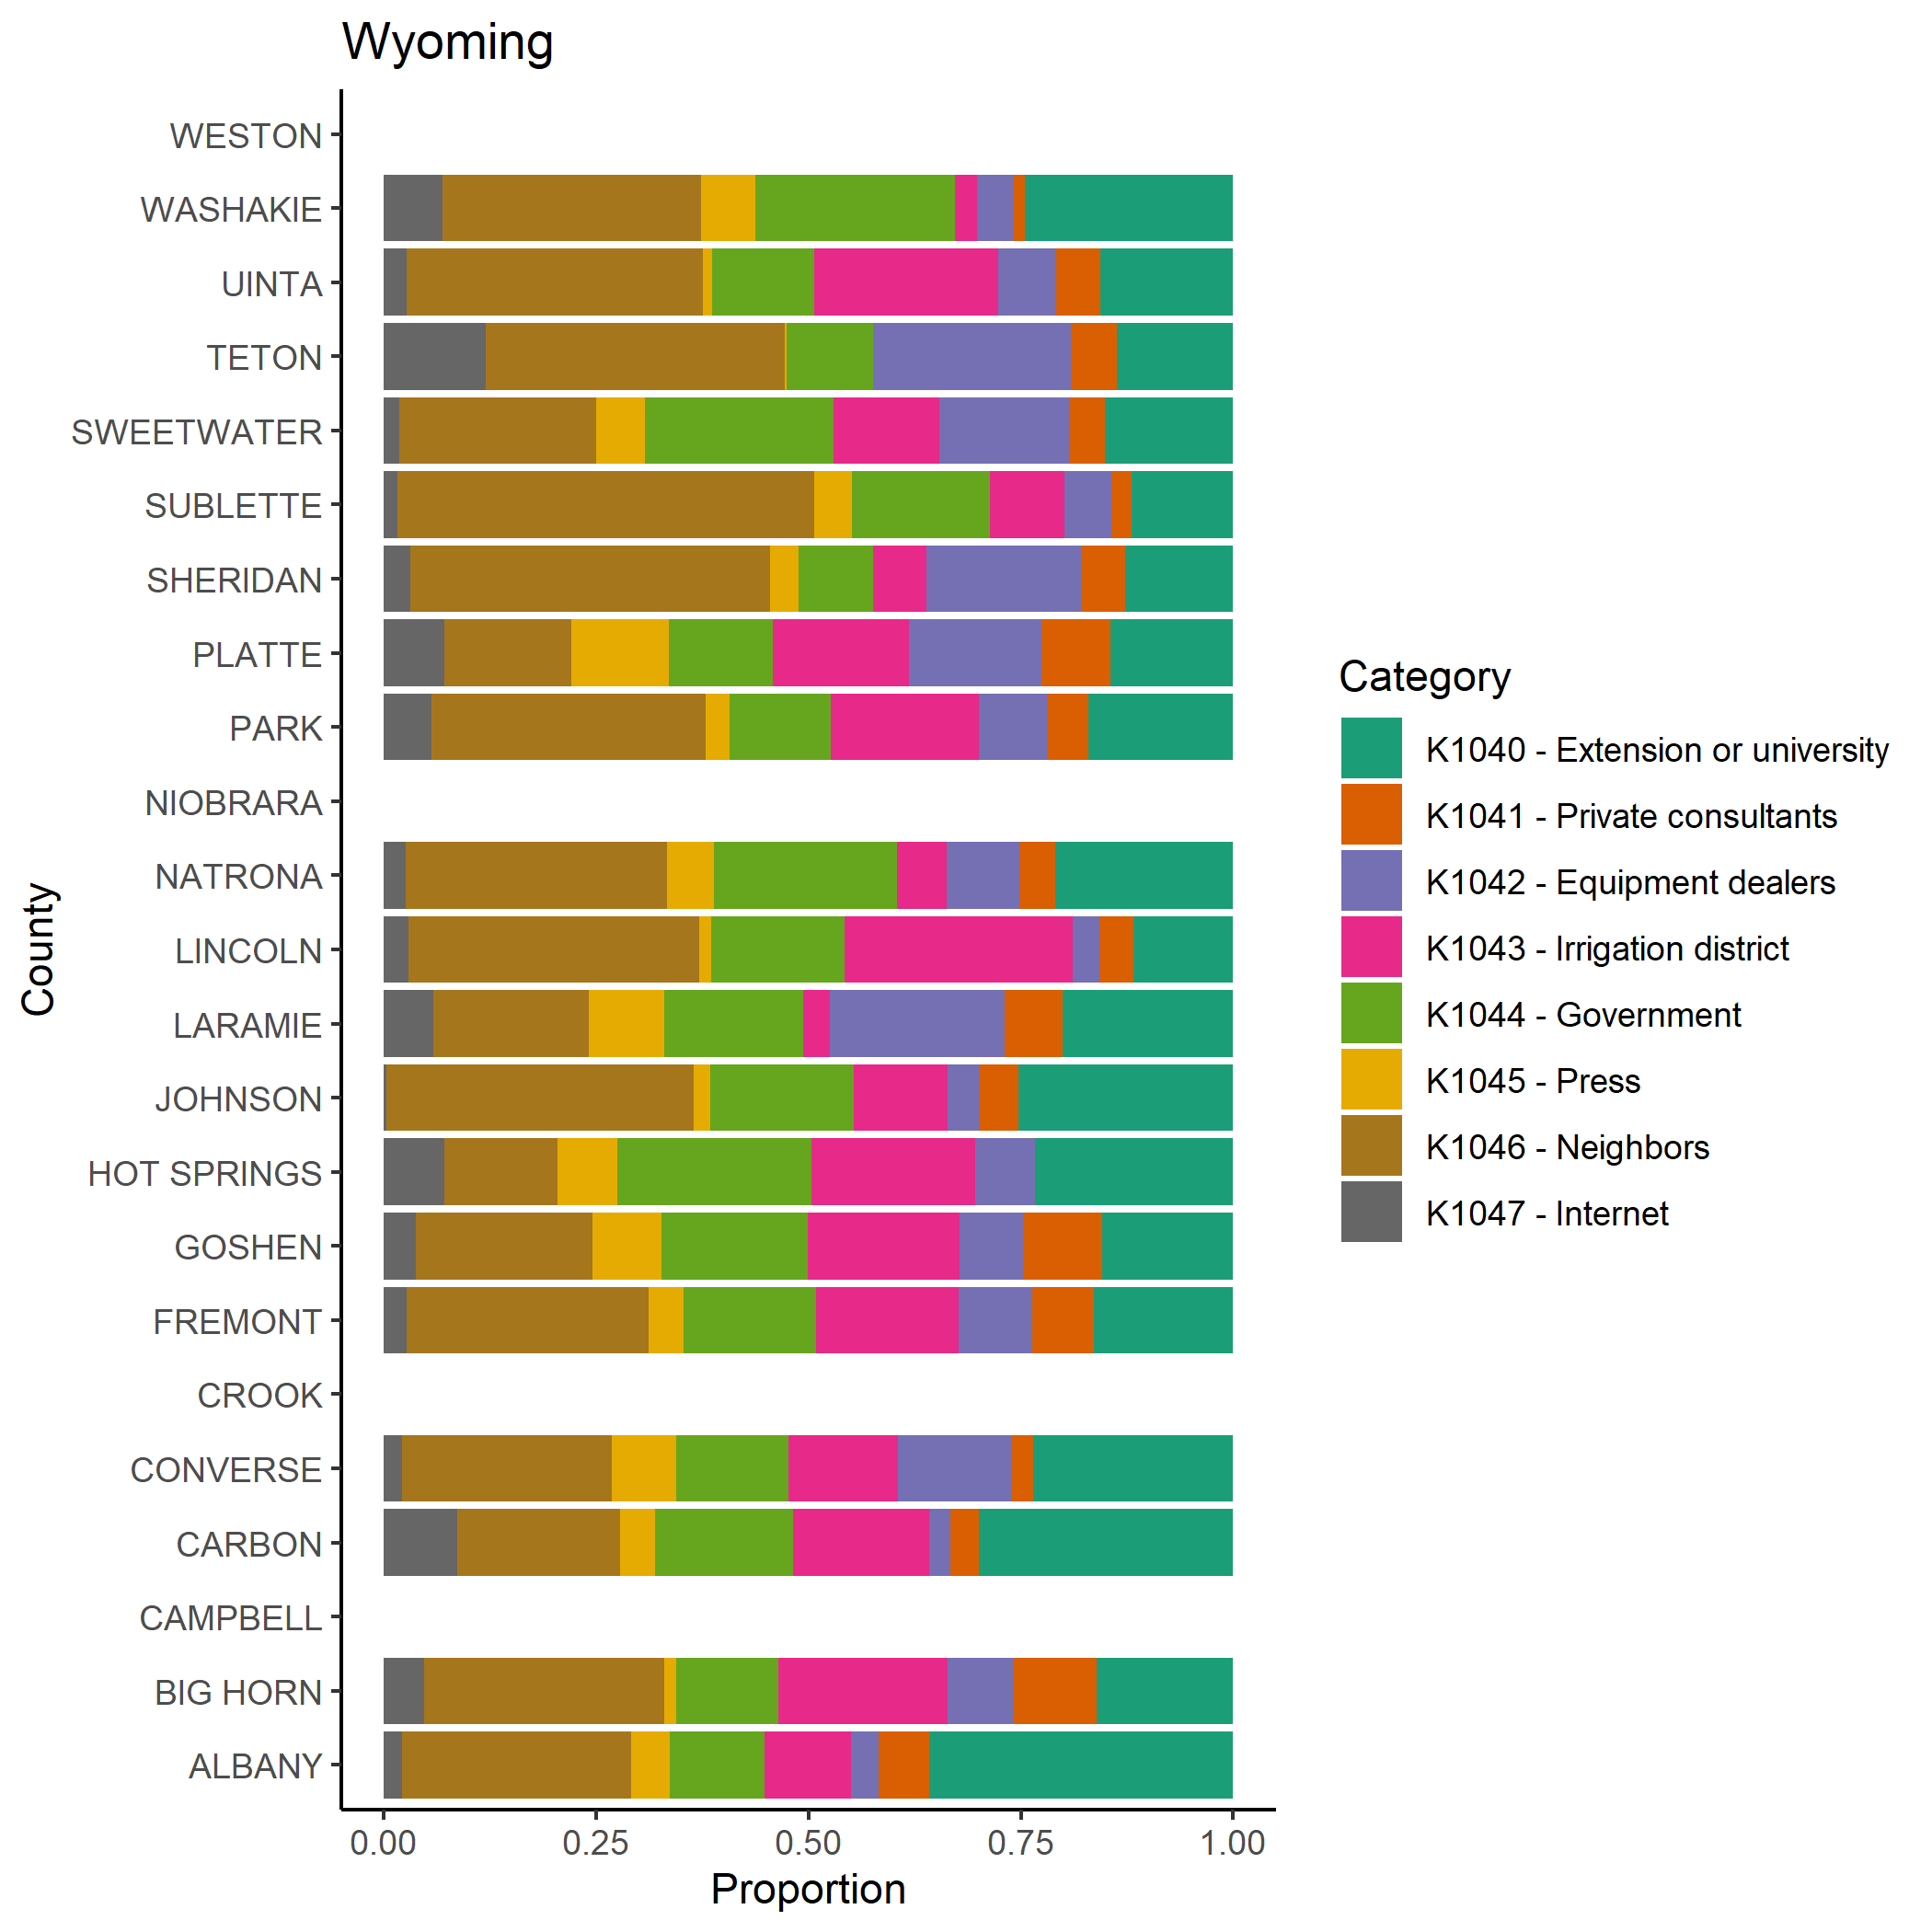 Wyoming
WESTON
WASHAKIE
UINTA
TETON
SWEETWATER
SUBLETTE
SHERIDAN
PLATTE
PARK
NIOBRARA
NATRONA
LINCOLN
LARAMIE
JOHNSON
HOT SPRINGS
GOSHEN
FREMONT
CROOK
CONVERSE
CARBON
CAMPBELL
BIG HORN
ALBANY
County
0.00 0.25 0.50 0.75 1.00
Proportion
Category
K1040 - Extension or university
K1041 - Private consultants
K1042 - Equipment dealers
K1043 - Irrigation district
K1044 - Government
K1045 - Press
K1046 - Neighbors
K1047 - Internet